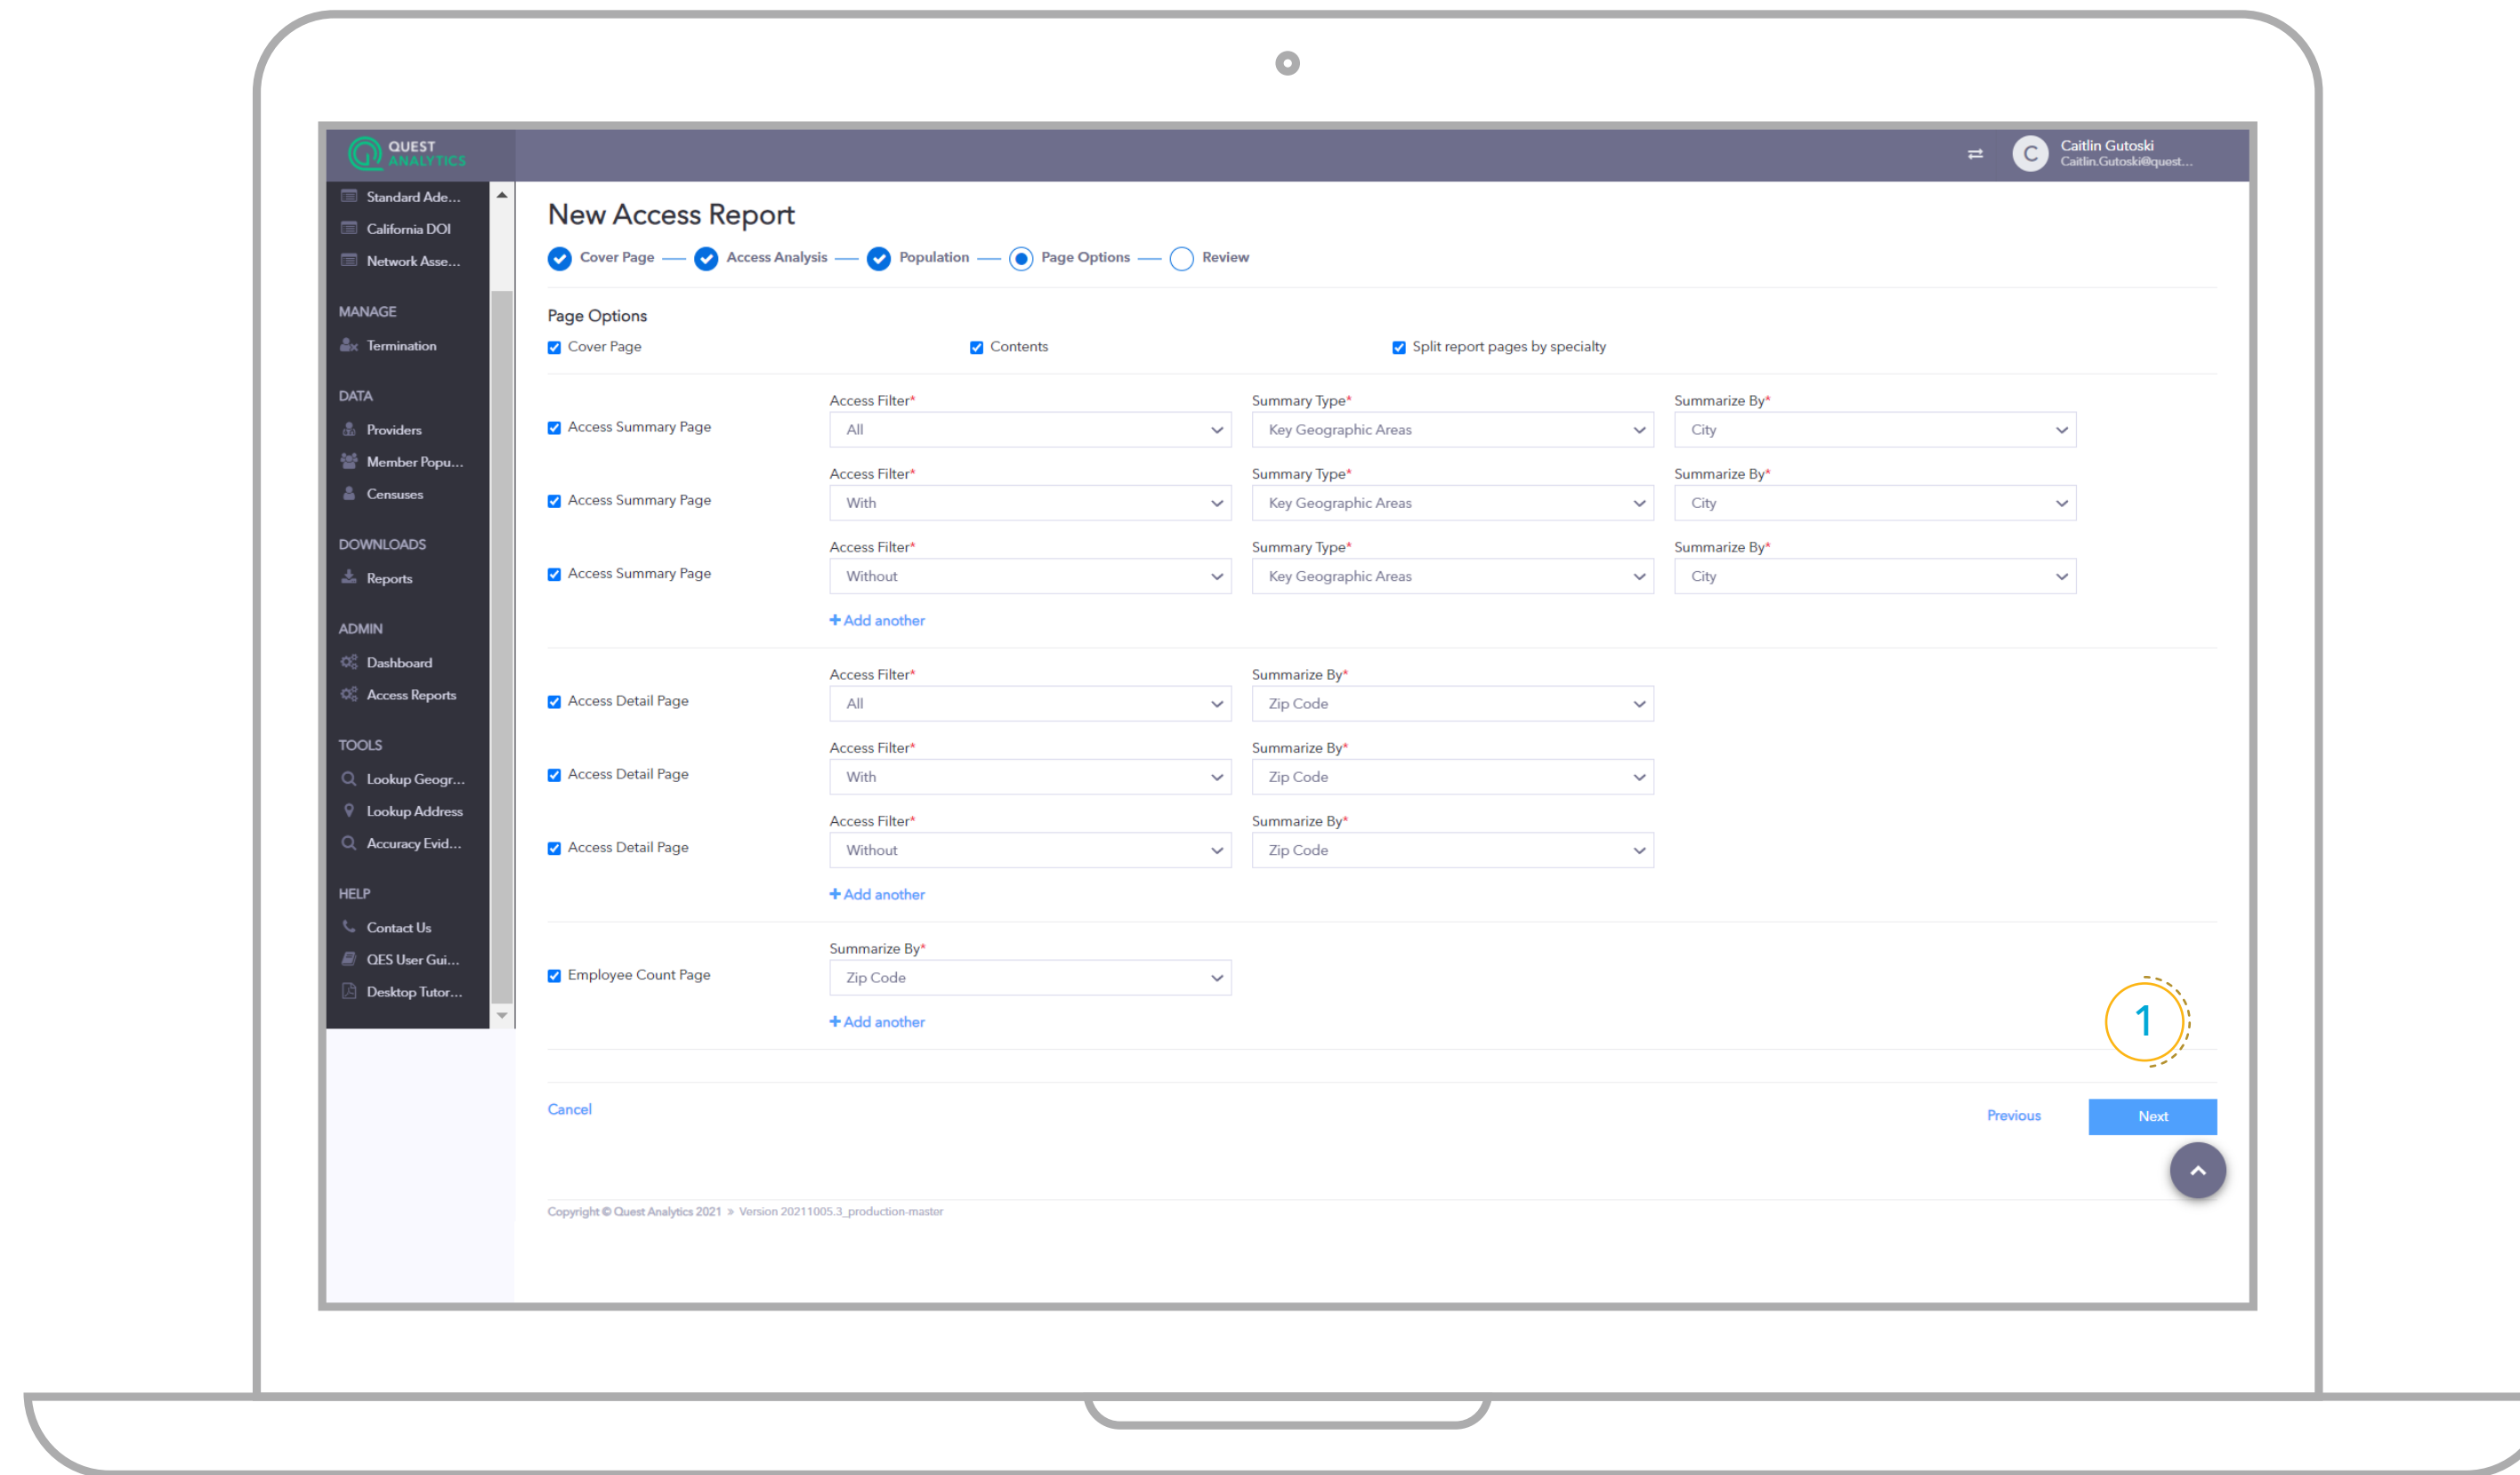 QUEST
ANALYTICS
C
Caitlin Gutoski
Caitlin.Gutoski@quest...
Standard Ade...
California DOI
Network Asse...
MANAGE
Termination
DATA
Providers
Member Popu...
Censuses
DOWNLOADS
Reports
ADMIN
Dashboard
Access Reports
TOOLS
Lookup Geogr...
Lookup Address
Accuracy Evid...
HELP
Contact Us
QES User Gui...
Desktop Tutor...
New Access Report
Cover Page Access Analysis Population Page Options Review
Page Options
Cover Page Contents Split report pages by specialty
Access Filter* Summary Type* Summarize By*
Access Summary Page All Key Geographic Areas City
Access Filter* Summary Type* Summarize By*
Access Summary Page With Key Geographic Areas City
Access Filter* Summary Type* Summarize By*
Access Summary Page Without Key Geographic Areas City
+ Add another
Access Filter* Summarize By*
Access Detail Page All Zip Code
Access Filter* Summarize By*
Access Detail Page With Zip Code
Access Filter* Summarize By*
Access Detail Page Without Zip Code
+ Add another
Summarize By*
Employee Count Page Zip Code
+ Add another
1
Cancel Previous Next
Copyright © Quest Analytics 2021 » Version 20211005.3_production-master